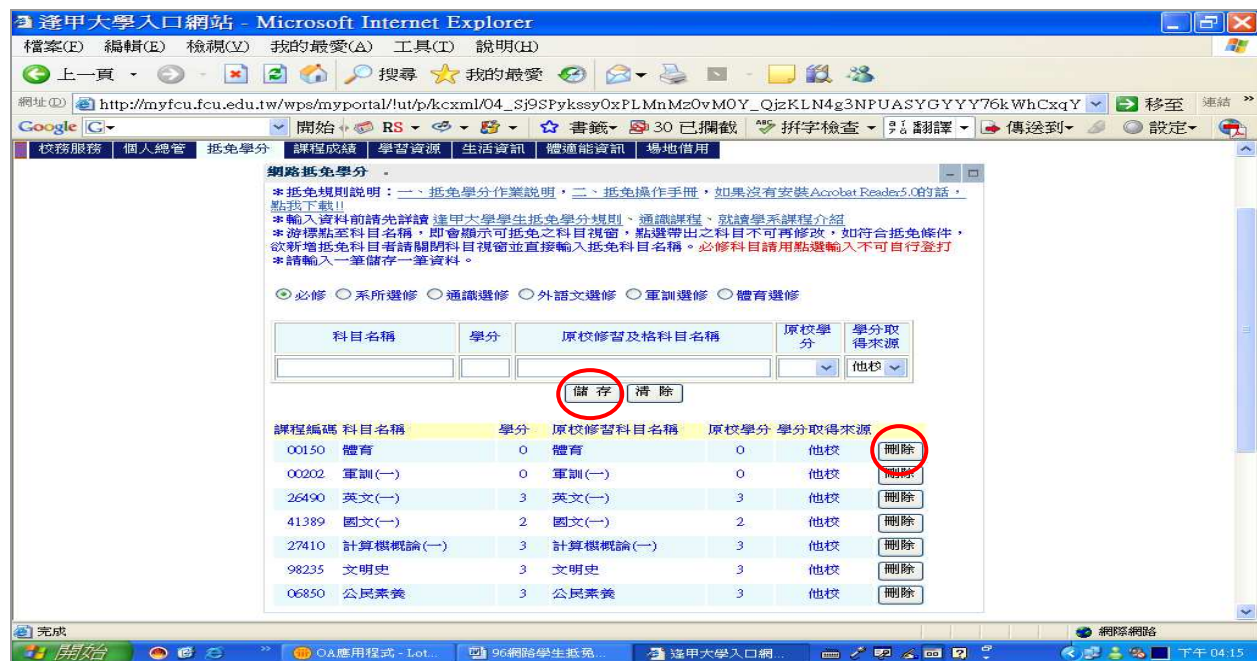 逢甲大學入口網站 - Microsoft Internet Explorer
檔案(F) 編輯(E) 檢視(V) 我的最愛(A) 工具(T) 說明(H)
上一頁 搜尋 我的最愛
網址(D) http://myfcu.fcu.edu.tw/wps/myportal/!ut/p/kcxml/04_Sj9SPykssy0xPLMnMz0vM0Y_QjzKLN4g3NPUASYGYYY76kWhCxqY 移至 連結 »
Google G 開始 RS 書籤 30 已攔截 拼字檢查 翻譯 傳送到 設定
校務服務 個人總管 抵免學分 課程成績 學習資源 生活資訊 體適能資訊 場地借用
網路抵免學分
*抵免規則說明：一、抵免學分作業說明，二、抵免操作手冊，如果沒有安裝Acrobat Reader5.0的話，
點我下載!!
*輸入資料前請先詳讀 逢甲大學學生抵免學分規則、通識課程、就讀學系課程介紹
*游標點至科目名稱，即會顯示可抵免之科目視窗，點選帶出之科目不可再修改，如符合抵免條件，
欲新增抵免科目者請關閉科目視窗並直接輸入抵免科目名稱。必修科目請用點選輸入不可自行登打
*請輸入一筆儲存一筆資料。
必修 系所選修 通識選修 外語文選修 軍訓選修 體育選修
科目名稱 學分 原校修習及格科目名稱 原校學分 學分取得來源
他校
儲 存 清 除
課程編碼 科目名稱 學分 原校修習科目名稱 原校學分 學分取得來源
00150 體育 0 體育 0 他校 刪除
00202 軍訓(一) 0 軍訓(一) 0 他校 刪除
26490 英文(一) 3 英文(一) 3 他校 刪除
41389 國文(一) 2 國文(一) 2 他校 刪除
27410 計算機概論(一) 3 計算機概論(一) 3 他校 刪除
98235 文明史 3 文明史 3 他校 刪除
06850 公民素養 3 公民素養 3 他校 刪除
完成 網際網路
開始 » OA應用程式 - Lot... 96網路學生抵免... 逢甲大學入口網... 下午 04:15